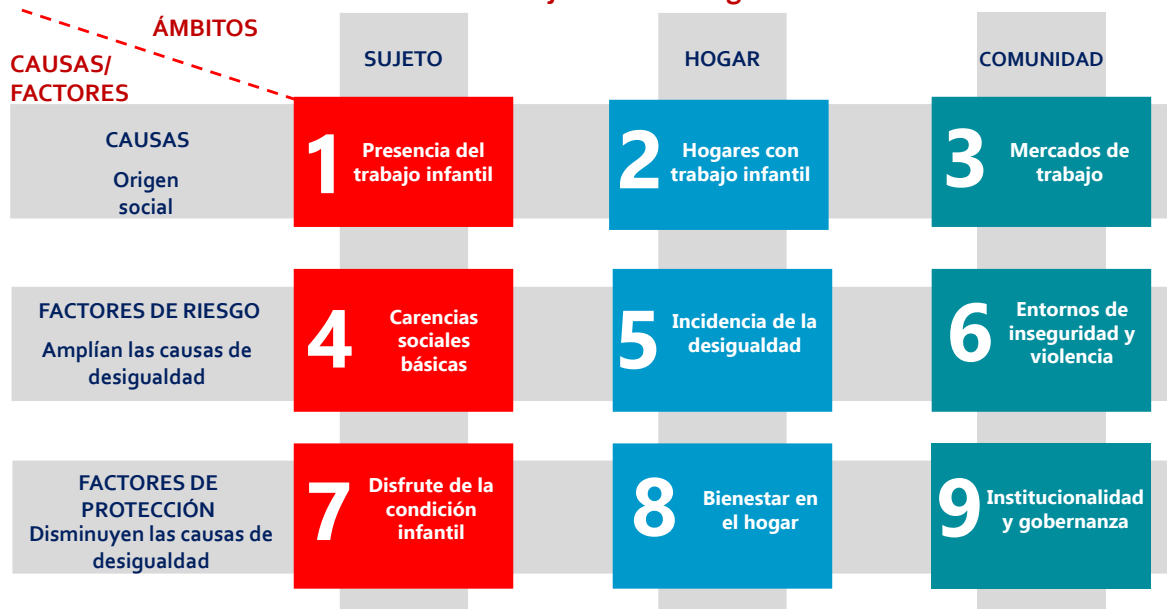 ÁMBITOS
CAUSAS/
FACTORES
SUJETO
HOGAR
COMUNIDAD
CAUSAS
Origen
social
1
Presencia del
trabajo infantil
2
Hogares con
trabajo infantil
3
Mercados de
trabajo
FACTORES DE RIESGO
Amplían las causas de
desigualdad
4
Carencias
sociales
básicas
5
Incidencia de la
desigualdad
6
Entornos de
inseguridad y
violencia
FACTORES DE
PROTECCIÓN
Disminuyen las causas de
desigualdad
7
Disfrute de la
condición
infantil
8
Bienestar en
el hogar
9
Institucionalidad
y gobernanza